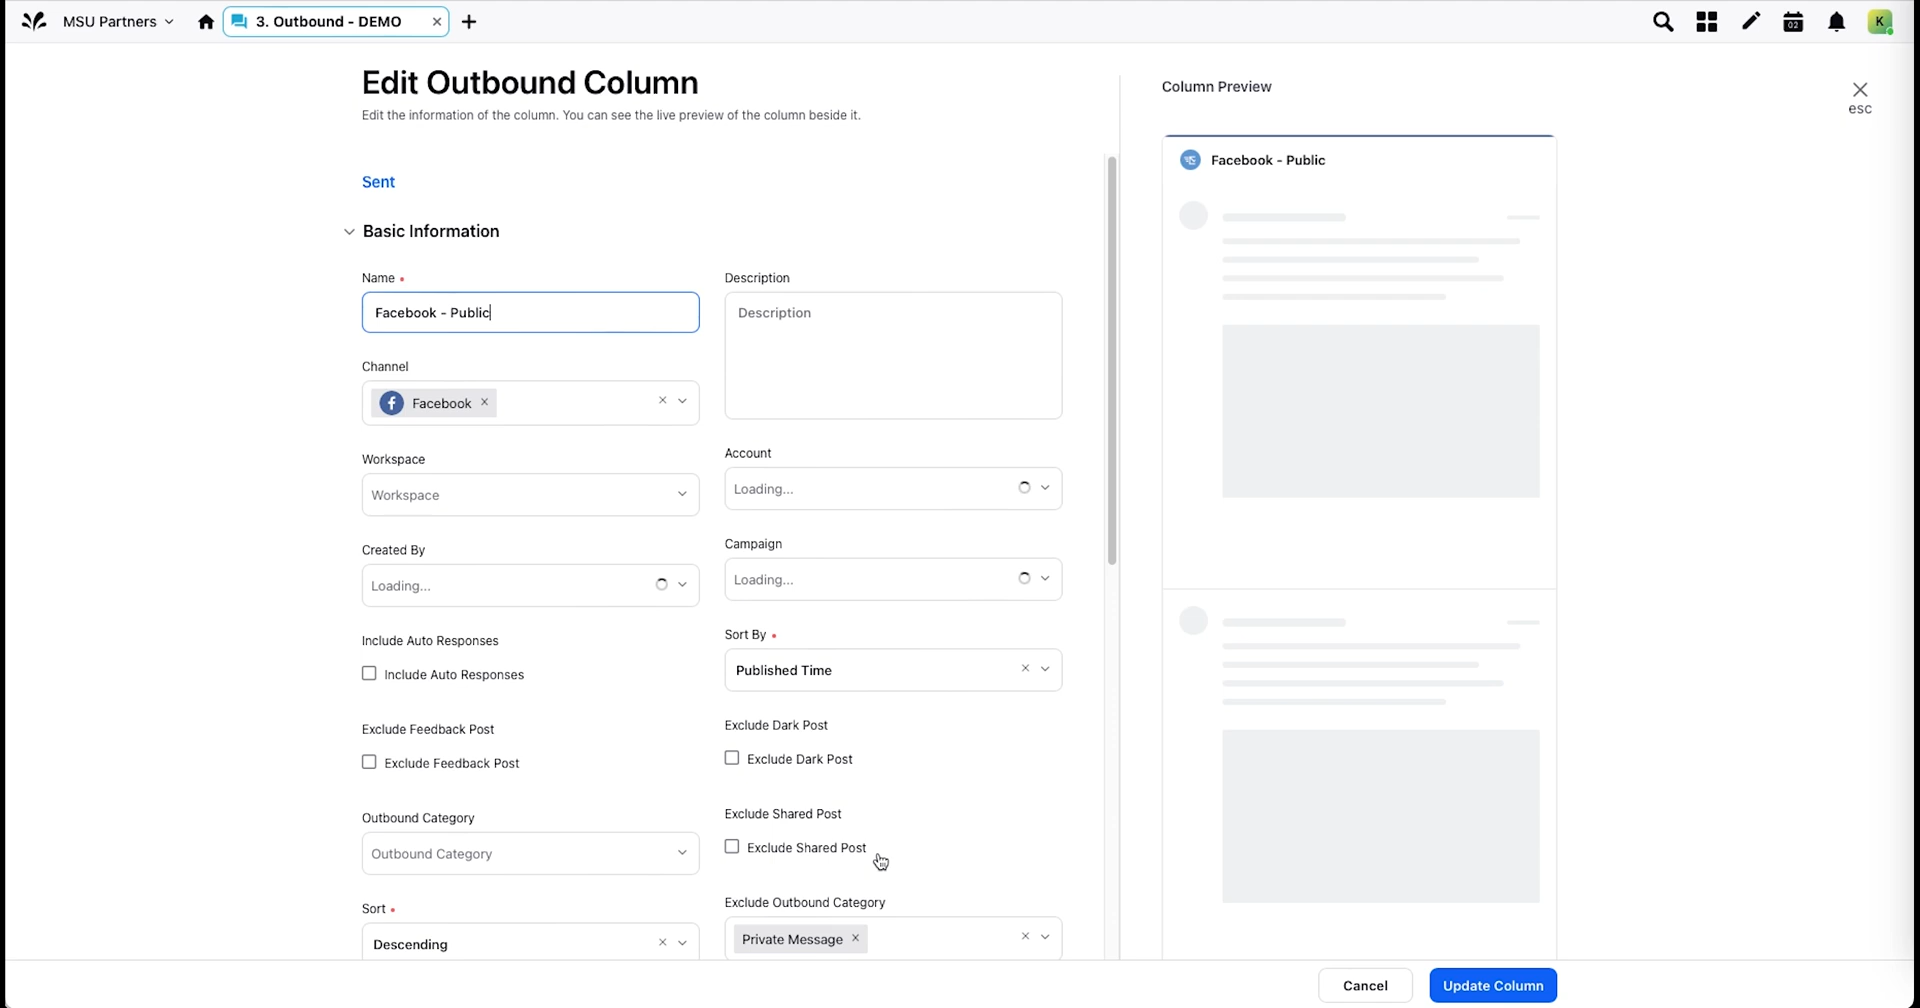 MSU Partners
3. Outbound - DEMO
02
K
Edit Outbound Column
Edit the information of the column. You can see the live preview of the column beside it.
Column Preview
esc
Facebook - Public
Sent
Basic Information
Name
Description
Facebook - Public
Description
Channel
Facebook
Workspace
Account
Workspace
Loading...
Created By
Campaign
Loading...
Loading...
Include Auto Responses
Sort By
Include Auto Responses
Published Time
Exclude Feedback Post
Exclude Dark Post
Exclude Feedback Post
Exclude Dark Post
Outbound Category
Exclude Shared Post
Outbound Category
Exclude Shared Post
Sort
Exclude Outbound Category
Descending
Private Message
Cancel
Update Column